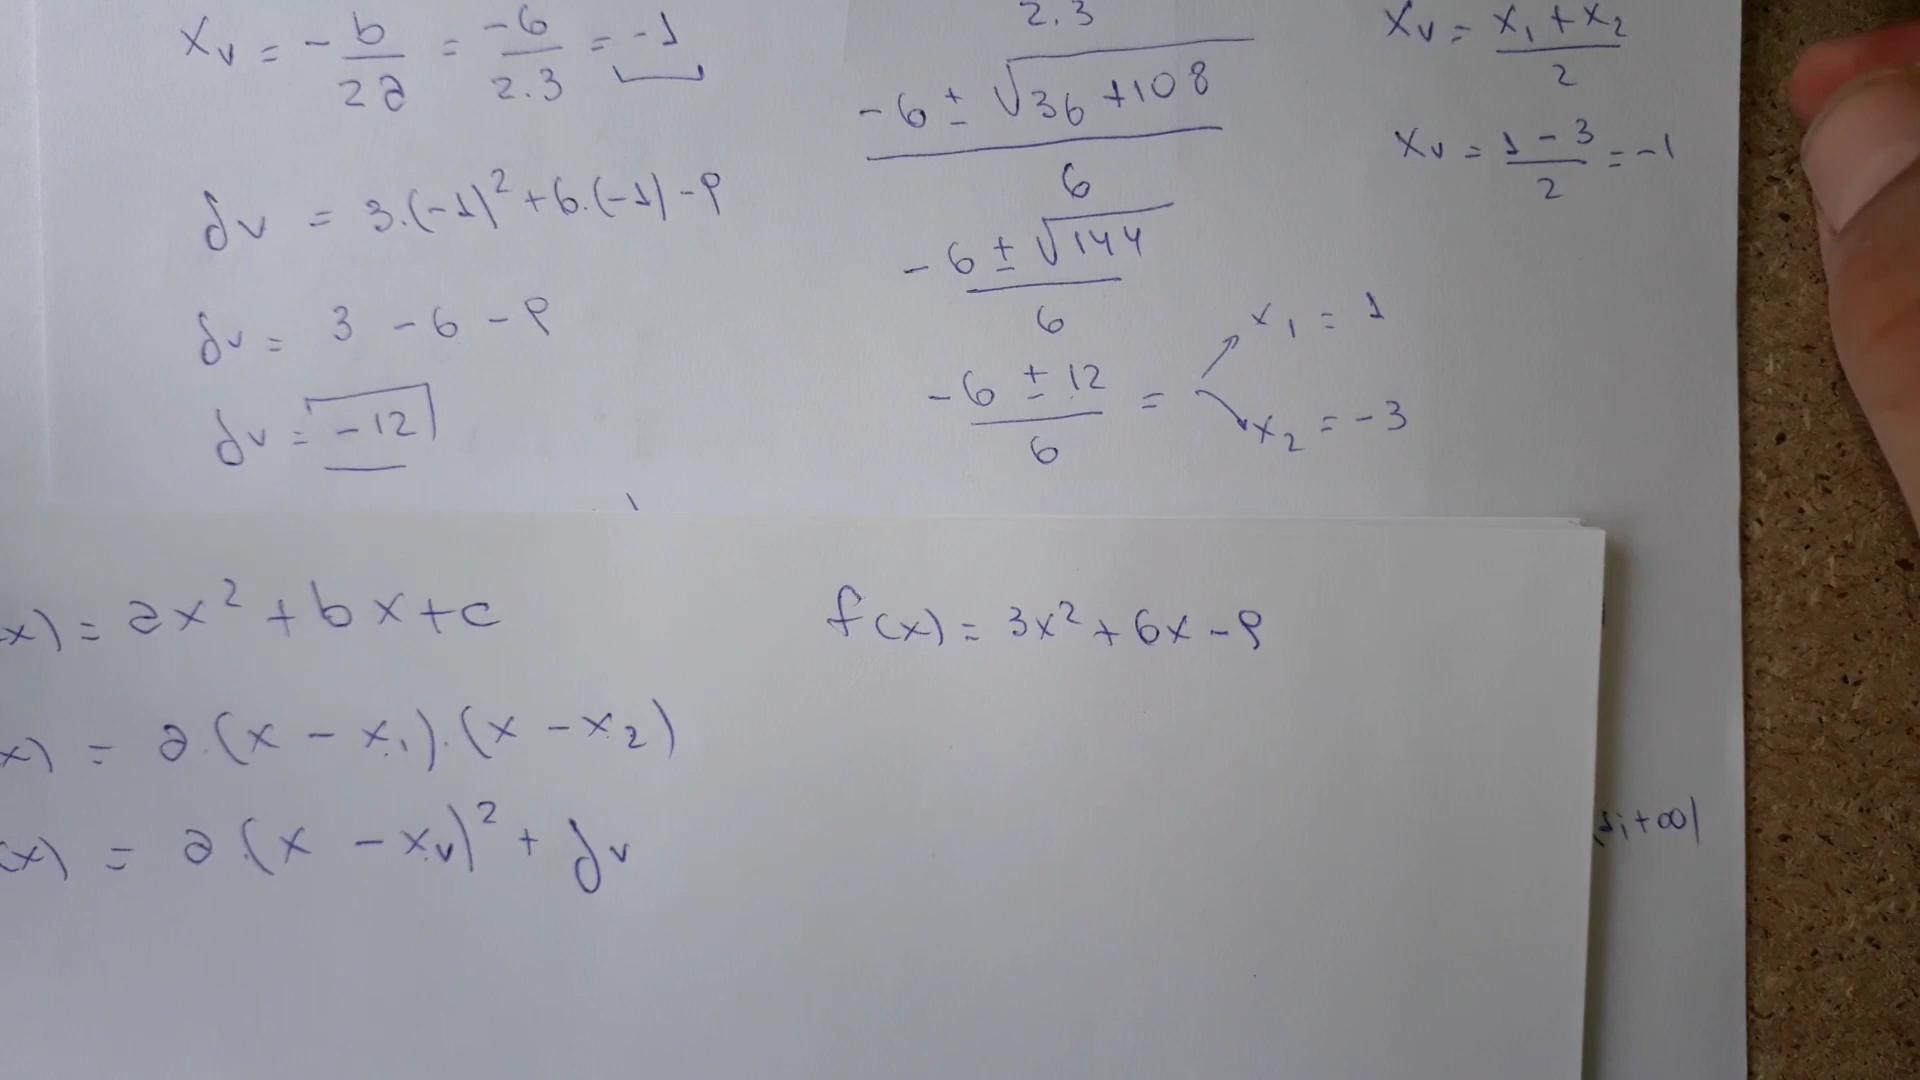 xv = - b / 2a = -6 / 2.3 = -1
yv = 3.(-1)² + 6.(-1) - 9
yv = 3 - 6 - 9
yv = -12
2.3
-6 ± √36 + 108 / 6
-6 ± √144 / 6
-6 ± 12 / 6 =
x1 = 1
x2 = -3
xv = x1 + x2 / 2
xv = 1 - 3 / 2 = -1
x) = ax² + bx + c
x) = a.(x - x1).(x - x2)
(x) = a.(x - xv)² + yv
f(x) = 3x² + 6x - 9
; +∞)